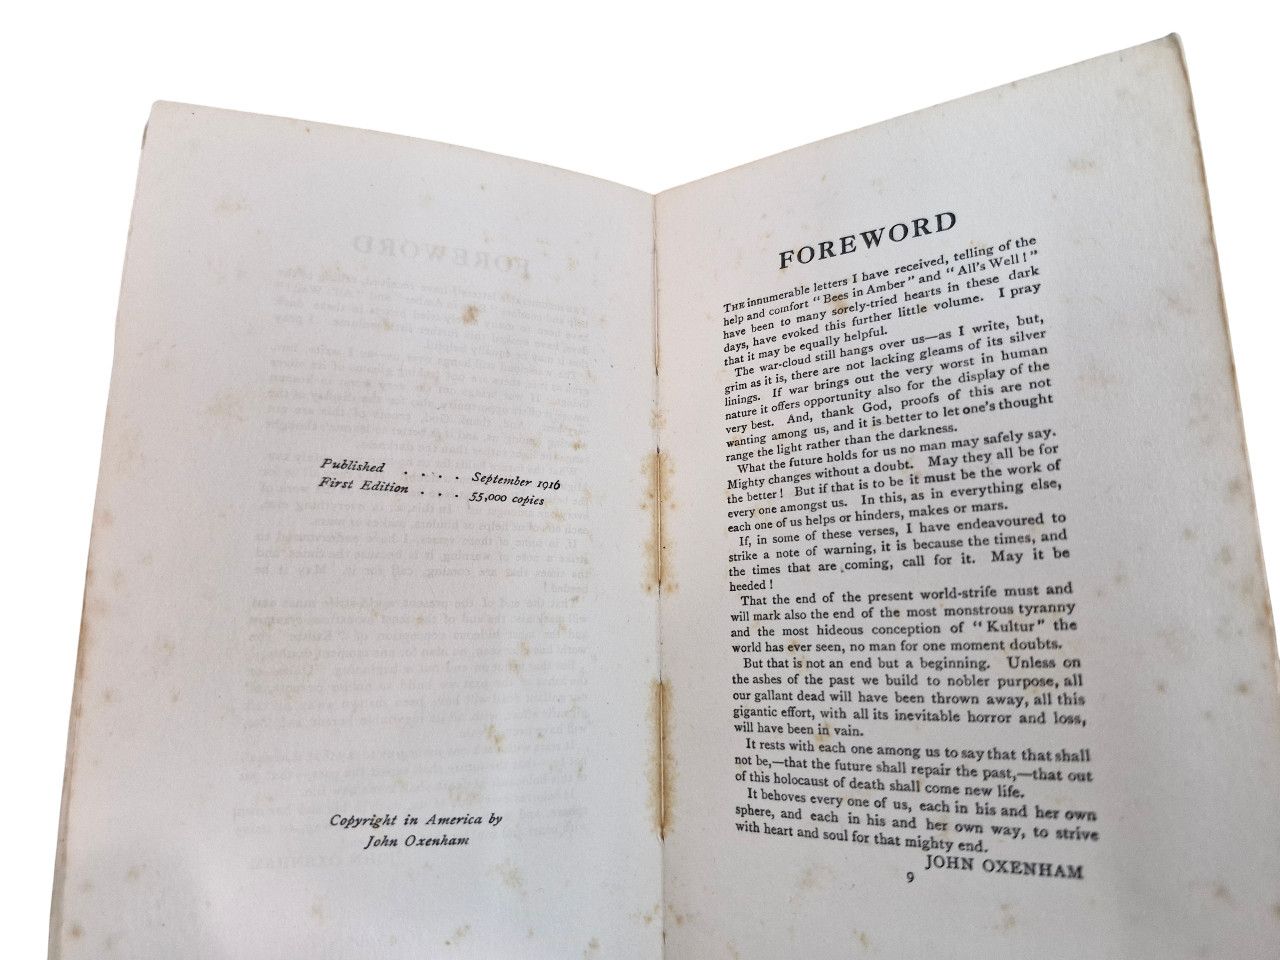 Published . . . . September 1916
First Edition . . . 55,000 copies
Copyright in America by
John Oxenham
FOREWORD
THE innumerable letters I have received, telling of the
help and comfort “Bees in Amber” and “All's Well!”
have been to many sorely-tried hearts in these dark
days, have evoked this further little volume. I pray
that it may be equally helpful.
The war-cloud still hangs over us—as I write, but,
grim as it is, there are not lacking gleams of its silver
linings. If war brings out the very worst in human
nature it offers opportunity also for the display of the
very best. And, thank God, proofs of this are not
wanting among us, and it is better to let one's thought
range the light rather than the darkness.
What the future holds for us no man may safely say.
Mighty changes without a doubt. May they all be for
the better! But if that is to be it must be the work of
every one amongst us. In this, as in everything else,
each one of us helps or hinders, makes or mars.
If, in some of these verses, I have endeavoured to
strike a note of warning, it is because the times, and
the times that are coming, call for it. May it be
heeded!
That the end of the present world-strife must and
will mark also the end of the most monstrous tyranny
and the most hideous conception of “Kultur” the
world has ever seen, no man for one moment doubts.
But that is not an end but a beginning. Unless on
the ashes of the past we build to nobler purpose, all
our gallant dead will have been thrown away, all this
gigantic effort, with all its inevitable horror and loss,
will have been in vain.
It rests with each one among us to say that that shall
not be,—that the future shall repair the past,—that out
of this holocaust of death shall come new life.
It behoves every one of us, each in his and her own
sphere, and each in his and her own way, to strive
with heart and soul for that mighty end.
JOHN OXENHAM
9